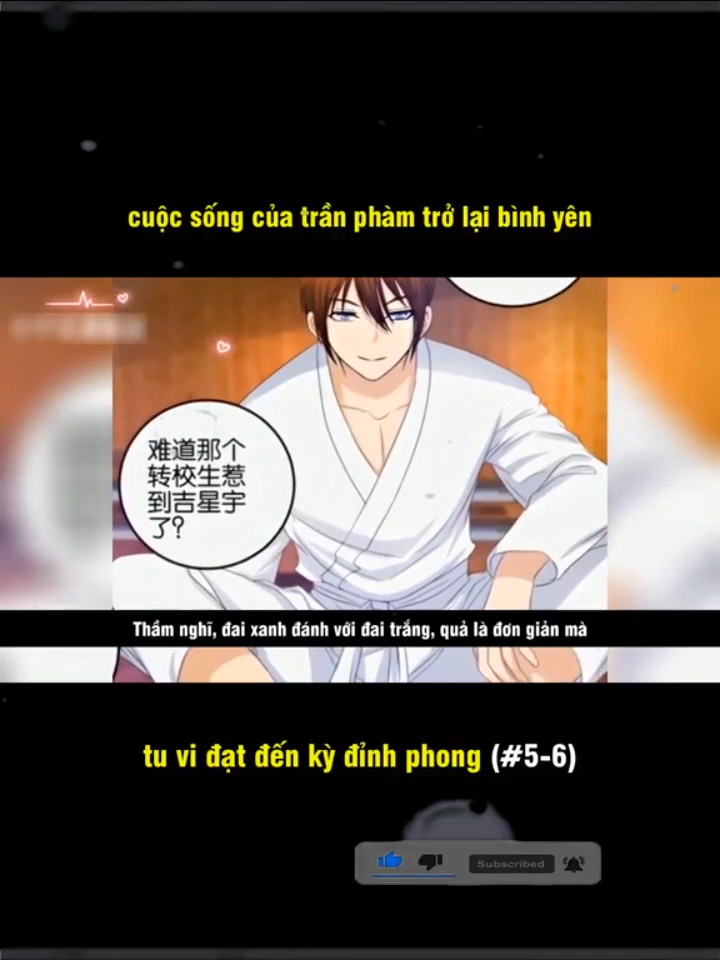 cuộc sống của trần phàm trở lại bình yên
难道那个
转校生惹
到吉星宇
了?
Thầm nghĩ, đai xanh đánh với đai trắng, quả là đơn giản mà
tu vi đạt đến kỳ đỉnh phong (#5-6)
Subscribed